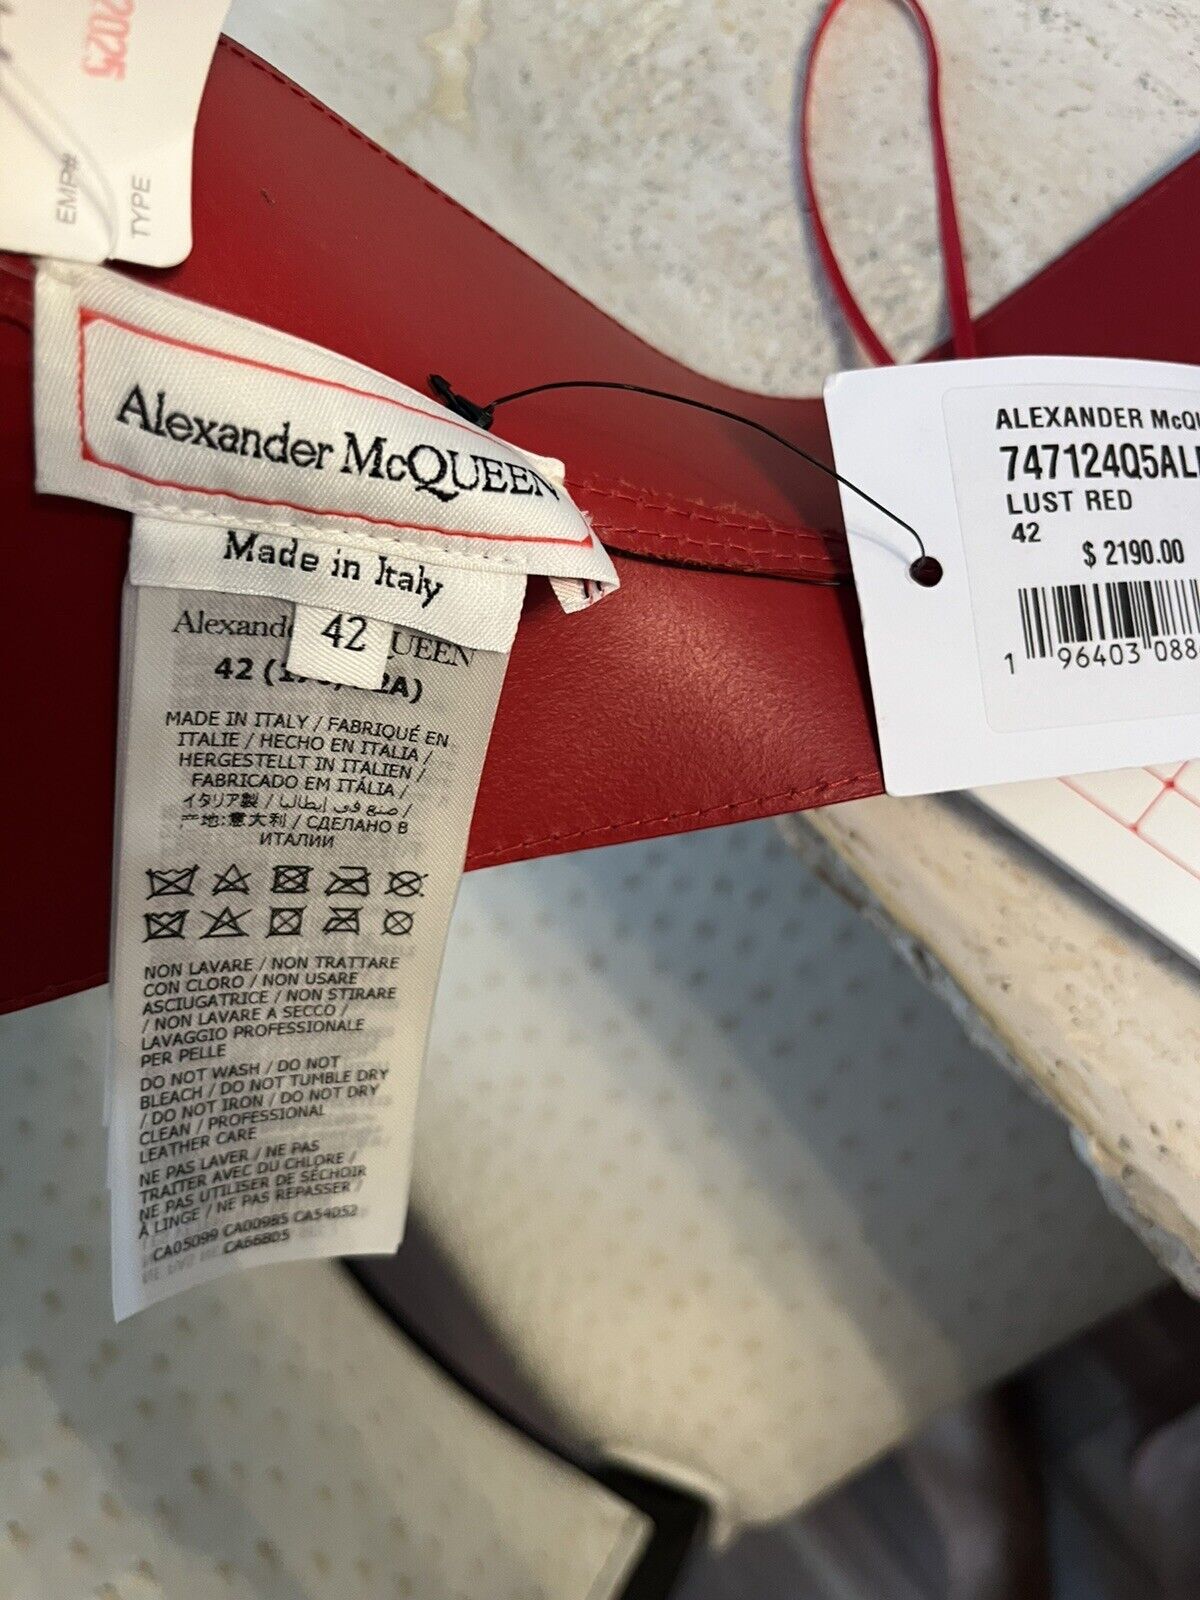 2025
EMP#
TYPE
Alexander McQUEEN
Made in Italy
42
UEEN
42
MADE IN ITALY / FABRIQUÉ EN
ITALIE / HECHO EN ITALIA /
HERGESTELLT IN ITALIEN /
FABRICADO EM ITÁLIA /
イタリア製 / صنع في إيطاليا /
产地:意大利 / СДЕЛАНО В
ИТАЛИИ
NON LAVARE / NON TRATTARE
CON CLORO / NON USARE
ASCIUGATRICE / NON STIRARE
/ NON LAVARE A SECCO /
LAVAGGIO PROFESSIONALE
PER PELLE
DO NOT WASH / DO NOT
BLEACH / DO NOT TUMBLE DRY
/ DO NOT IRON / DO NOT DRY
CLEAN / PROFESSIONAL
LEATHER CARE
NE PAS LAVER / NE PAS
TRAITER AVEC DU CHLORE /
NE PAS UTILISER DE SÉCHOIR
À LINGE / NE PAS REPASSER /
CA05099 CA00985 CA54052
CA66805
ALEXANDER McQU
747124Q5AL
LUST RED
42
$ 2190.00
1 96403 088